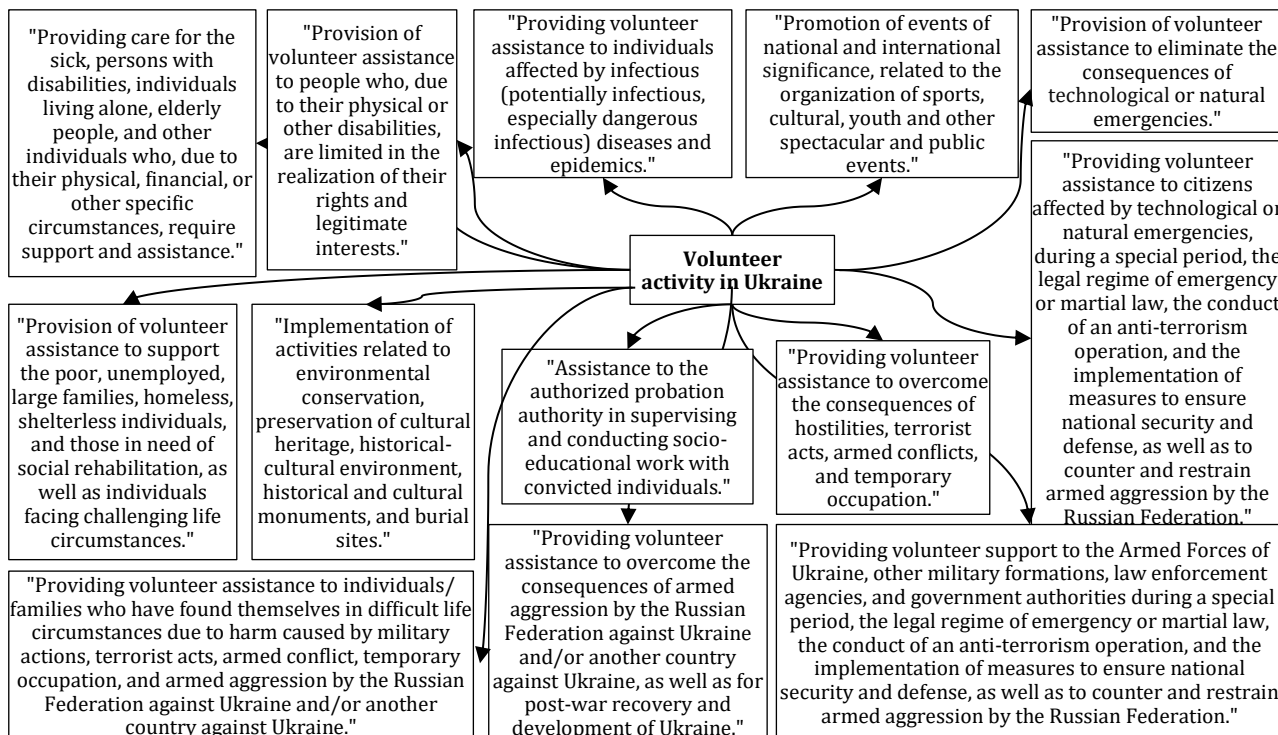 "Providing care for the
sick, persons with
disabilities, individuals
living alone, elderly
people, and other
individuals who, due to
their physical, financial, or
other specific
circumstances, require
support and assistance."
"Provision of
volunteer assistance
to people who, due
to their physical or
other disabilities,
are limited in the
realization of their
rights and
legitimate
interests."
"Providing volunteer
assistance to individuals
affected by infectious
(potentially infectious,
especially dangerous
infectious) diseases and
epidemics."
"Promotion of events of
national and international
significance, related to the
organization of sports,
cultural, youth and other
spectacular and public
events."
"Provision of volunteer
assistance to eliminate the
consequences of
technological or natural
emergencies."
Volunteer
activity in Ukraine
"Providing volunteer
assistance to citizens
affected by technological or
natural emergencies,
during a special period, the
legal regime of emergency
or martial law, the conduct
of an anti-terrorism
operation, and the
implementation of
measures to ensure
national security and
defense, as well as to
counter and restrain
armed aggression by the
Russian Federation."
"Provision of volunteer
assistance to support
the poor, unemployed,
large families, homeless,
shelterless individuals,
and those in need of
social rehabilitation, as
well as individuals
facing challenging life
circumstances."
"Implementation of
activities related to
environmental
conservation,
preservation of cultural
heritage, historical-
cultural environment,
historical and cultural
monuments, and burial
sites."
"Assistance to the
authorized probation
authority in supervising
and conducting socio-
educational work with
convicted individuals."
"Providing volunteer
assistance to overcome
the consequences of
hostilities, terrorist
acts, armed conflicts,
and temporary
occupation."
"Providing volunteer assistance to individuals/
families who have found themselves in difficult life
circumstances due to harm caused by military
actions, terrorist acts, armed conflict, temporary
occupation, and armed aggression by the Russian
Federation against Ukraine and/or another
country against Ukraine."
"Providing volunteer
assistance to overcome the
consequences of armed
aggression by the Russian
Federation against Ukraine
and/or another country
against Ukraine, as well as for
post-war recovery and
development of Ukraine."
"Providing volunteer support to the Armed Forces of
Ukraine, other military formations, law enforcement
agencies, and government authorities during a special
period, the legal regime of emergency or martial law,
the conduct of an anti-terrorism operation, and the
implementation of measures to ensure national
security and defense, as well as to counter and restrain
armed aggression by the Russian Federation."